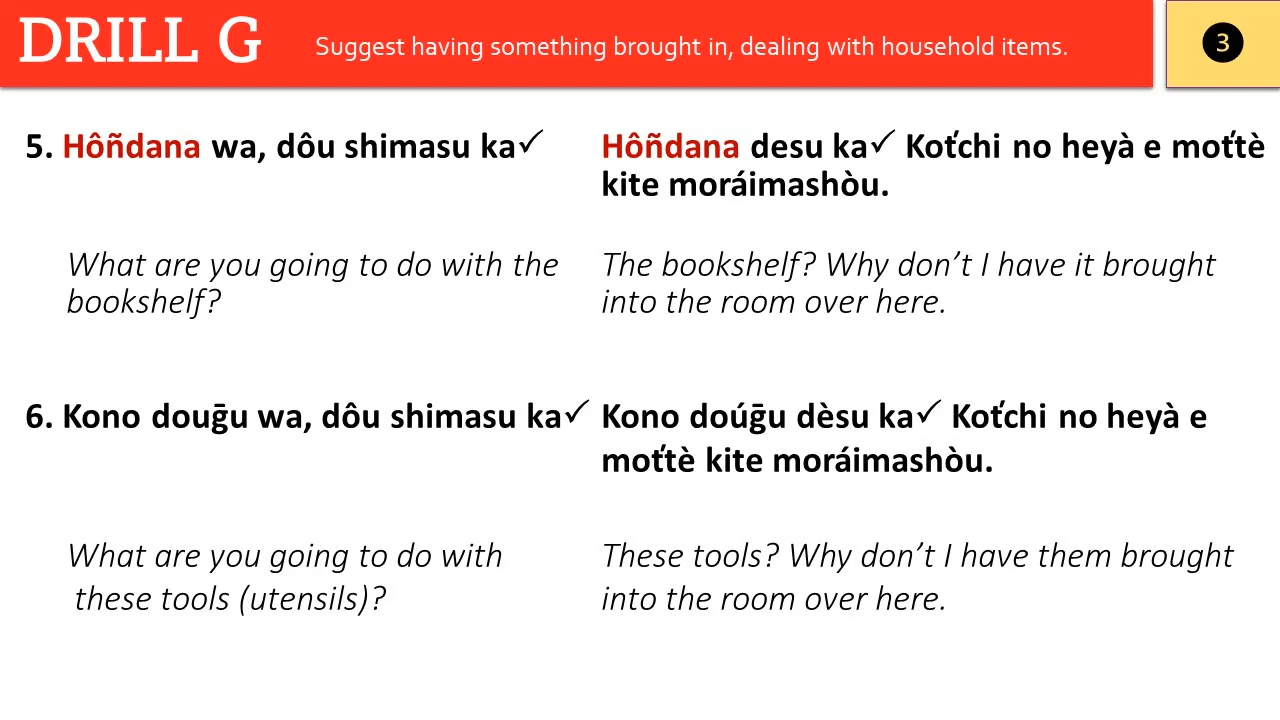 DRILL G
Suggest having something brought in, dealing with household items.
3
5. Hôñdana wa, dôu shimasu ka✓
Hôñdana desu ka✓ Kot́chi no heyà e mot́tè
kite moráimashòu.
What are you going to do with the
bookshelf?
The bookshelf? Why don’t I have it brought
into the room over here.
6. Kono douḡu wa, dôu shimasu ka✓
Kono doúḡu dèsu ka✓ Kot́chi no heyà e
mot́tè kite moráimashòu.
What are you going to do with
these tools (utensils)?
These tools? Why don’t I have them brought
into the room over here.